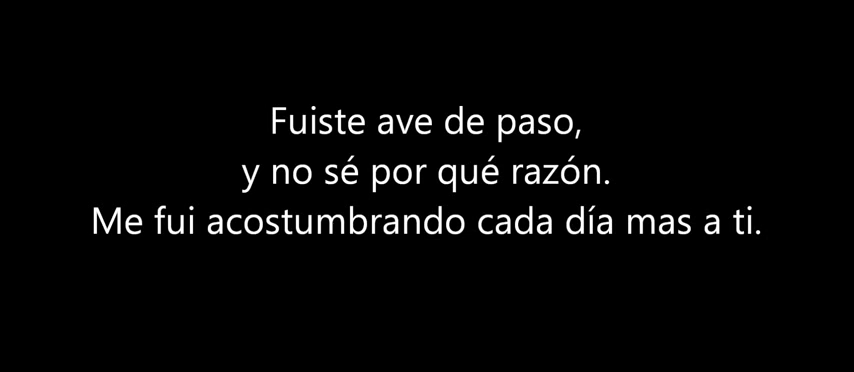 Fuiste ave de paso,
y no sé por qué razón.
Me fui acostumbrando cada día mas a ti.